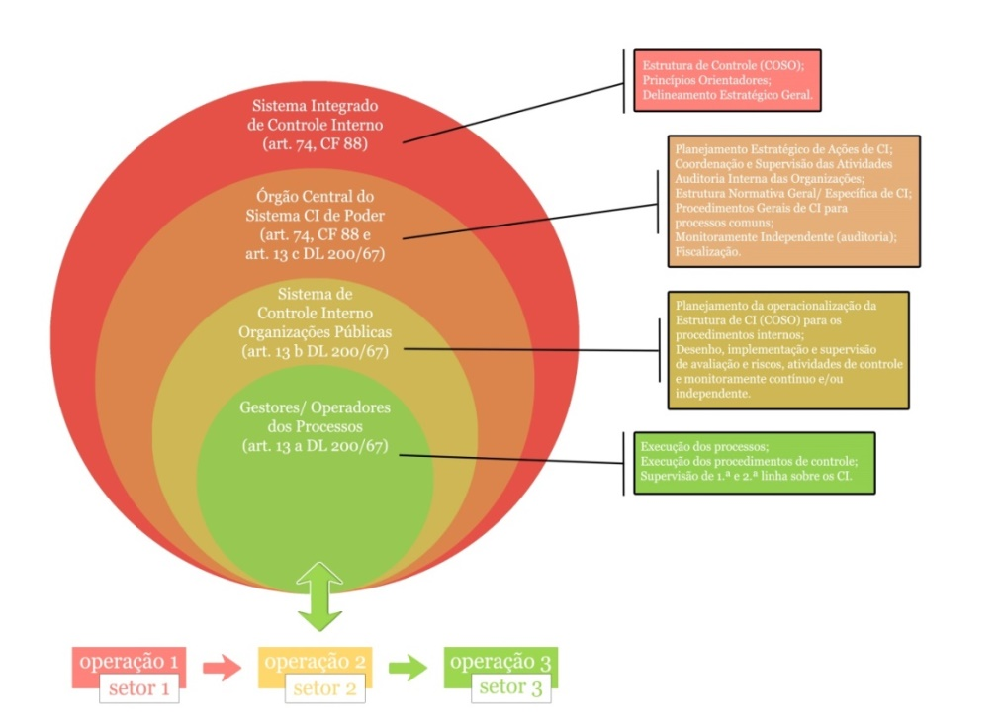 Sistema Integrado
de Controle Interno
(art. 74, CF 88)
Estrutura de Controle (COSO);
Princípios Orientadores;
Delineamento Estratégico Geral.
Órgão Central do
Sistema CI de Poder
(art. 74, CF 88 e
art. 13 c DL 200/67)
Planejamento Estratégico de Ações de CI;
Coordenação e Supervisão das Atividades
Auditoria Interna das Organizações;
Estrutura Normativa Geral/ Específica de CI;
Procedimentos Gerais de CI para
processos comuns;
Monitoramente Independente (auditoria);
Fiscalização.
Sistema de
Controle Interno
Organizações Públicas
(art. 13 b DL 200/67)
Planejamento da operacionalização da
Estrutura de CI (COSO) para os
procedimentos internos;
Desenho, implementação e supervisão
de avaliação e riscos, atividades de controle
e monitoramente contínuo e/ou
independente.
Gestores/ Operadores
dos Processos
(art. 13 a DL 200/67)
Execução dos processos;
Execução dos procedimentos de controle;
Supervisão de 1.ª e 2.ª linha sobre os CI.
operação 1
setor 1
operação 2
setor 2
operação 3
setor 3